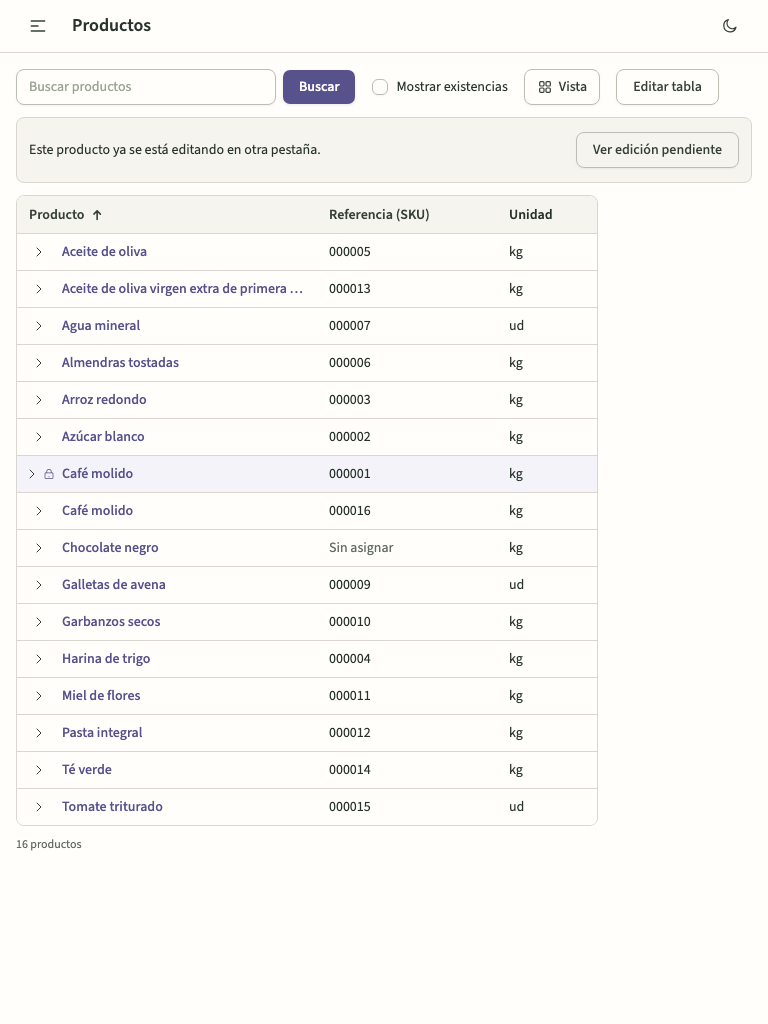 Productos
Buscar productos
Buscar
Mostrar existencias
Vista
Editar tabla
Este producto ya se está editando en otra pestaña.
Ver edición pendiente
Producto Referencia (SKU) Unidad
Aceite de oliva 000005 kg
Aceite de oliva virgen extra de primera … 000013 kg
Agua mineral 000007 ud
Almendras tostadas 000006 kg
Arroz redondo 000003 kg
Azúcar blanco 000002 kg
Café molido 000001 kg
Café molido 000016 kg
Chocolate negro Sin asignar kg
Galletas de avena 000009 ud
Garbanzos secos 000010 kg
Harina de trigo 000004 kg
Miel de flores 000011 kg
Pasta integral 000012 kg
Té verde 000014 kg
Tomate triturado 000015 ud
16 productos